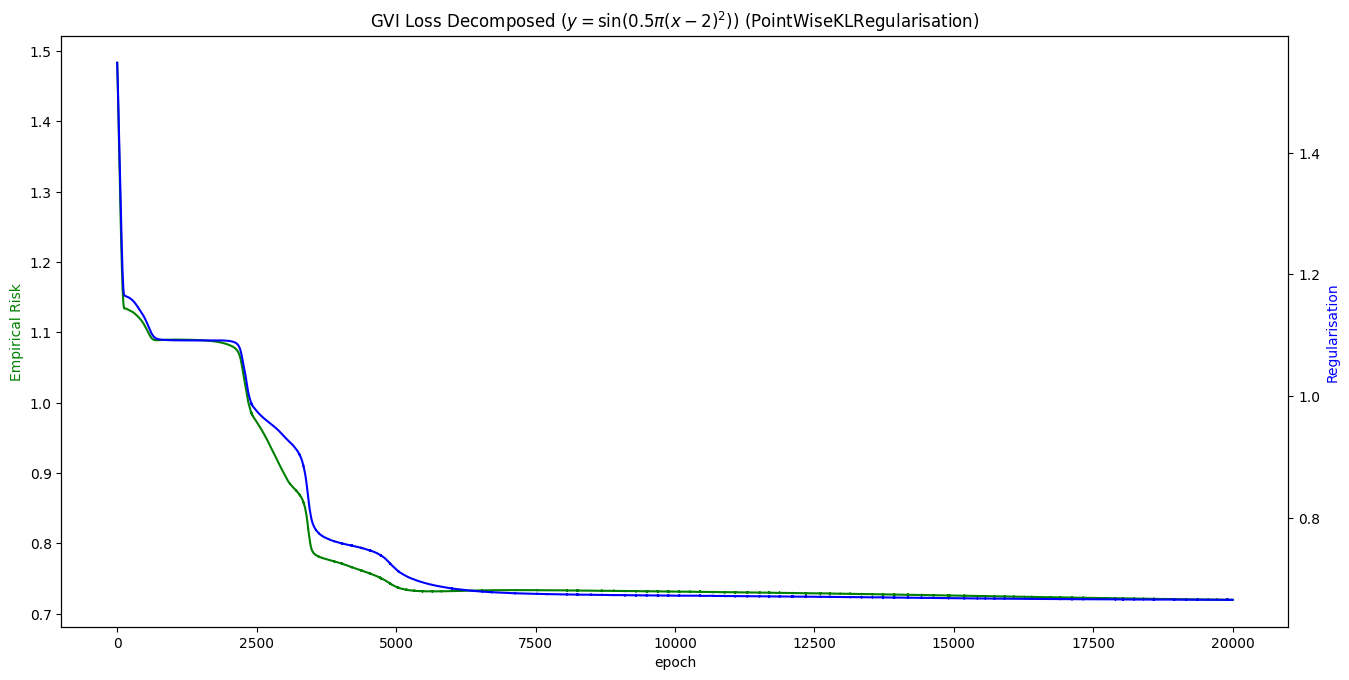 GVI Loss Decomposed (y = sin(0.5π(x − 2)²)) (PointWiseKLRegularisation)
1.5
1.4
1.3
1.2
1.1
1.0
0.9
0.8
0.7
Empirical Risk
1.4
1.2
1.0
0.8
Regularisation
0 2500 5000 7500 10000 12500 15000 17500 20000
epoch